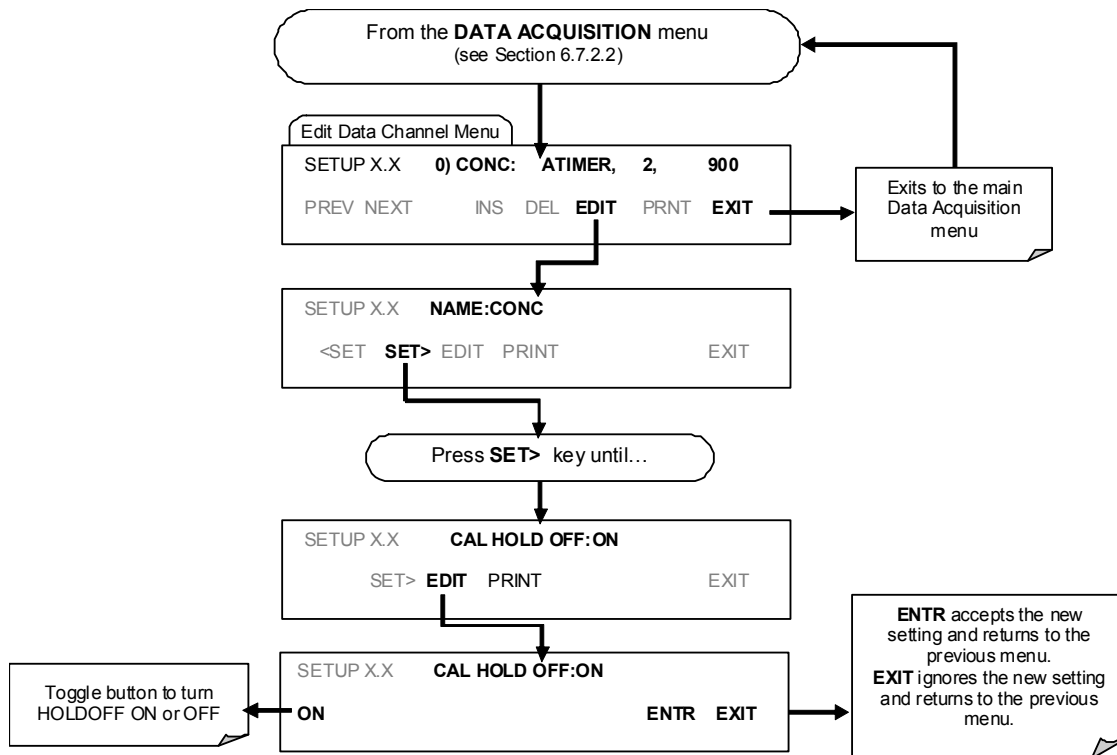 From the DATA ACQUISITION menu
(see Section 6.7.2.2)
Edit Data Channel Menu
SETUP X.X 0) CONC: ATIMER, 2, 900
PREV NEXT INS DEL EDIT PRNT EXIT
Exits to the main
Data Acquisition
menu
SETUP X.X NAME:CONC
<SET SET> EDIT PRINT EXIT
Press SET> key until…
SETUP X.X CAL HOLD OFF:ON
SET> EDIT PRINT EXIT
SETUP X.X CAL HOLD OFF:ON
ON ENTR EXIT
Toggle button to turn
HOLDOFF ON or OFF
ENTR accepts the new
setting and returns to the
previous menu.
EXIT ignores the new setting
and returns to the previous
menu.